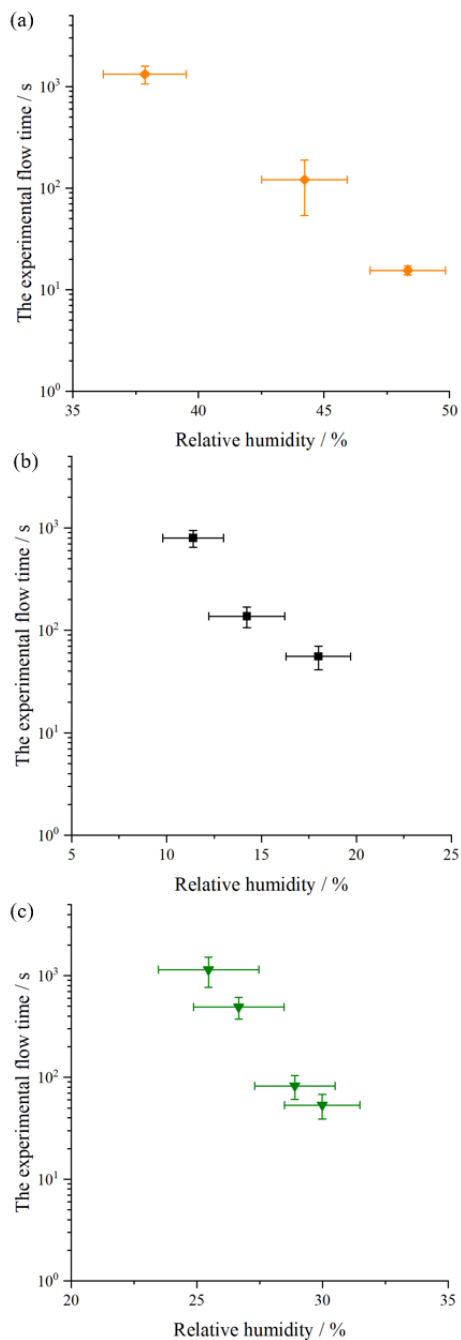 (a)
The experimental flow time / s
10³
10²
10¹
10⁰
35 40 45 50
Relative humidity / %
(b)
The experimental flow time / s
10³
10²
10¹
10⁰
5 10 15 20 25
Relative humidity / %
(c)
The experimental flow time / s
10³
10²
10¹
10⁰
20 25 30 35
Relative humidity / %